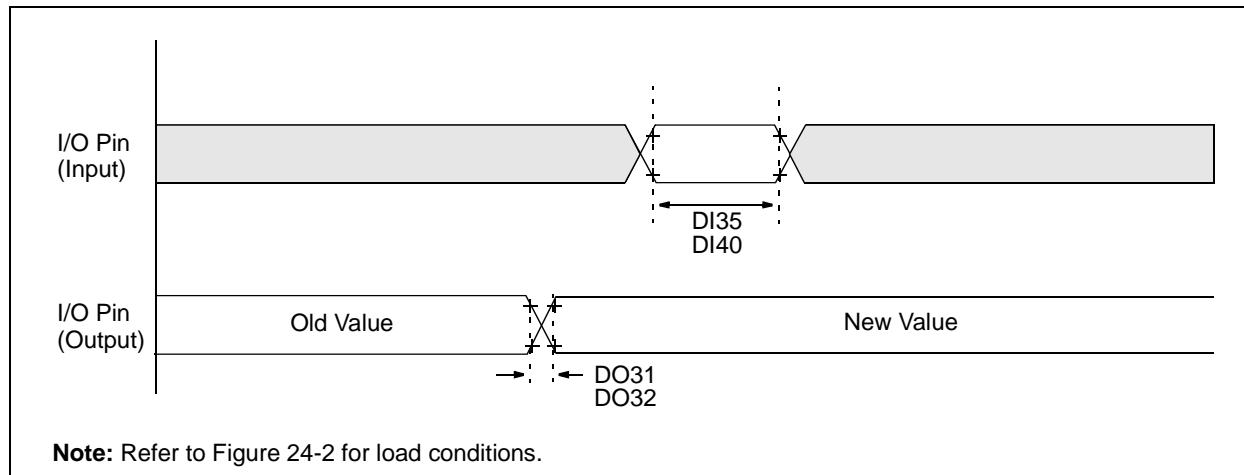 I/O Pin
(Input)
DI35
DI40
I/O Pin
(Output)
Old Value
New Value
DO31
DO32
Note: Refer to Figure 24-2 for load conditions.